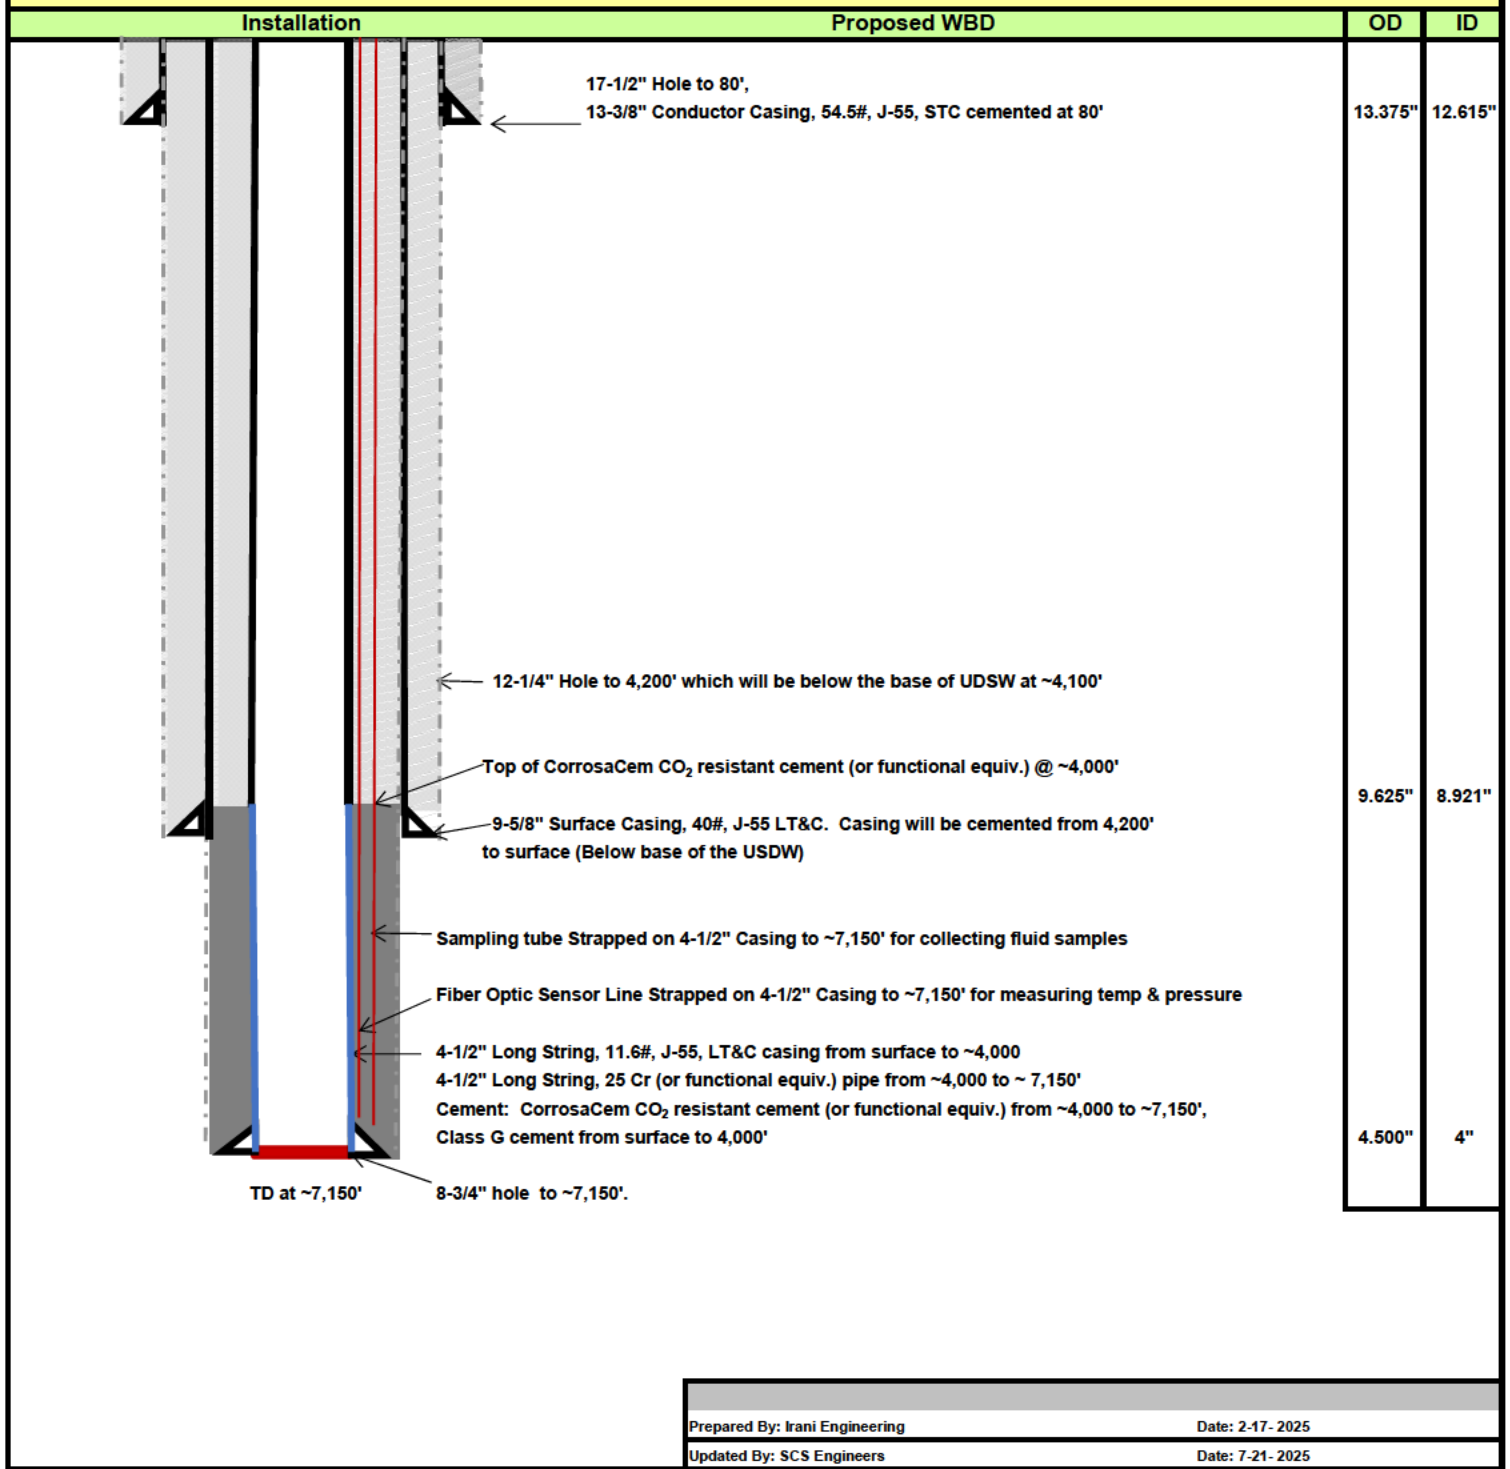 Installation Proposed WBD OD ID
17-1/2" Hole to 80',
13-3/8" Conductor Casing, 54.5#, J-55, STC cemented at 80' 13.375" 12.615"
12-1/4" Hole to 4,200' which will be below the base of UDSW at ~4,100'
Top of CorrosaCem CO₂ resistant cement (or functional equiv.) @ ~4,000'
9.625" 8.921"
9-5/8" Surface Casing, 40#, J-55 LT&C. Casing will be cemented from 4,200'
to surface (Below base of the USDW)
Sampling tube Strapped on 4-1/2" Casing to ~7,150' for collecting fluid samples
Fiber Optic Sensor Line Strapped on 4-1/2" Casing to ~7,150' for measuring temp & pressure
4-1/2" Long String, 11.6#, J-55, LT&C casing from surface to ~4,000
4-1/2" Long String, 25 Cr (or functional equiv.) pipe from ~4,000 to ~ 7,150'
Cement: CorrosaCem CO₂ resistant cement (or functional equiv.) from ~4,000 to ~7,150',
Class G cement from surface to 4,000' 4.500" 4"
TD at ~7,150' 8-3/4" hole to ~7,150'.
Prepared By: Irani Engineering Date: 2-17- 2025
Updated By: SCS Engineers Date: 7-21- 2025